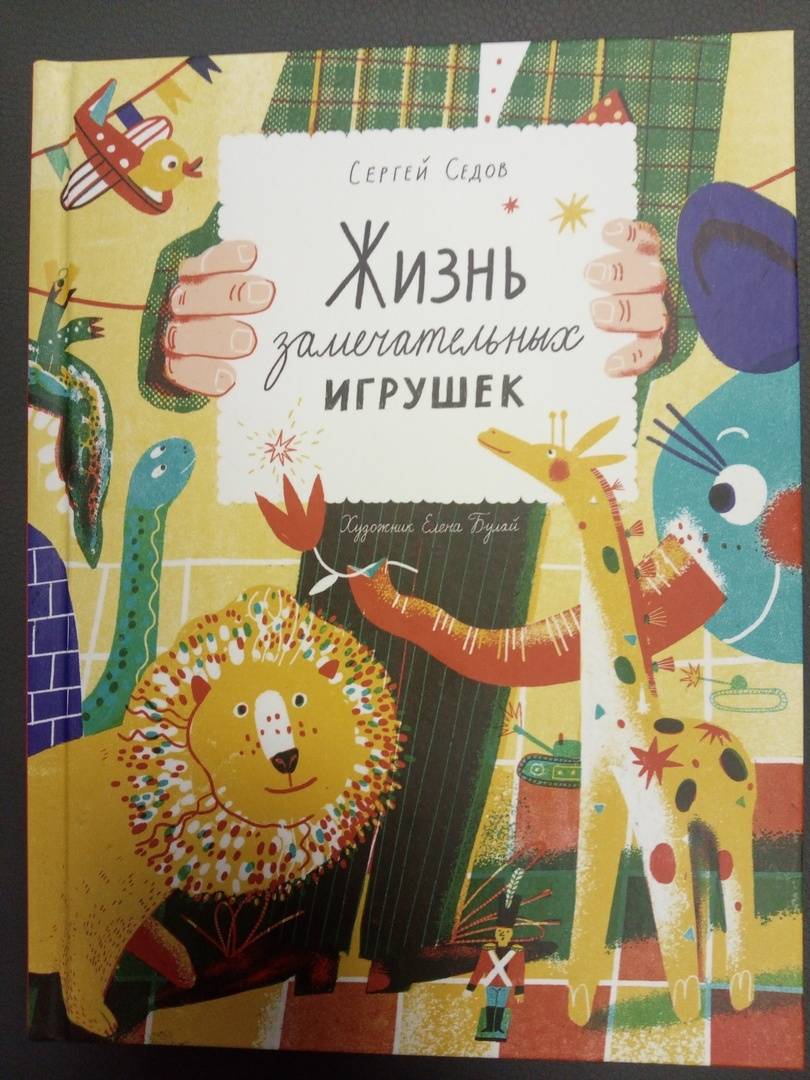 Сергей Седов
Жизнь
замечательных
игрушек
Художник Елена Булай